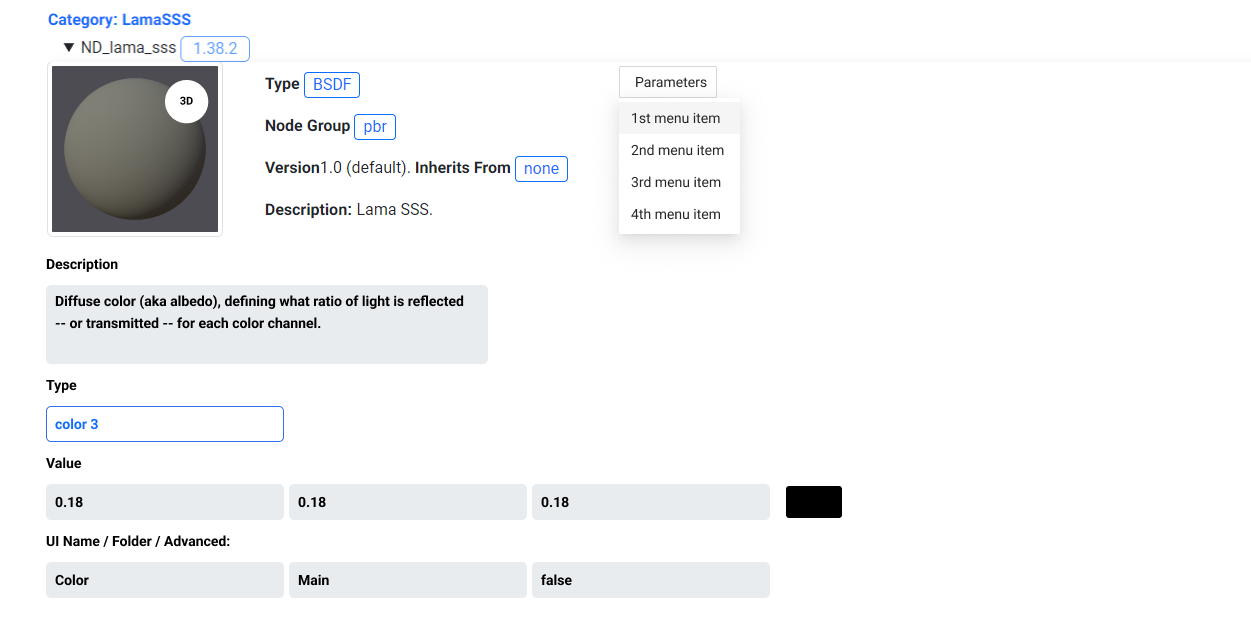 Category: LamaSSS
▼ ND_lama_sss 1.38.2
3D
Type BSDF
Node Group pbr
Version1.0 (default). Inherits From none
Description: Lama SSS.
Parameters
1st menu item
2nd menu item
3rd menu item
4th menu item
Description
Diffuse color (aka albedo), defining what ratio of light is reflected
-- or transmitted -- for each color channel.
Type
color 3
Value
0.18 0.18 0.18
UI Name / Folder / Advanced:
Color Main false